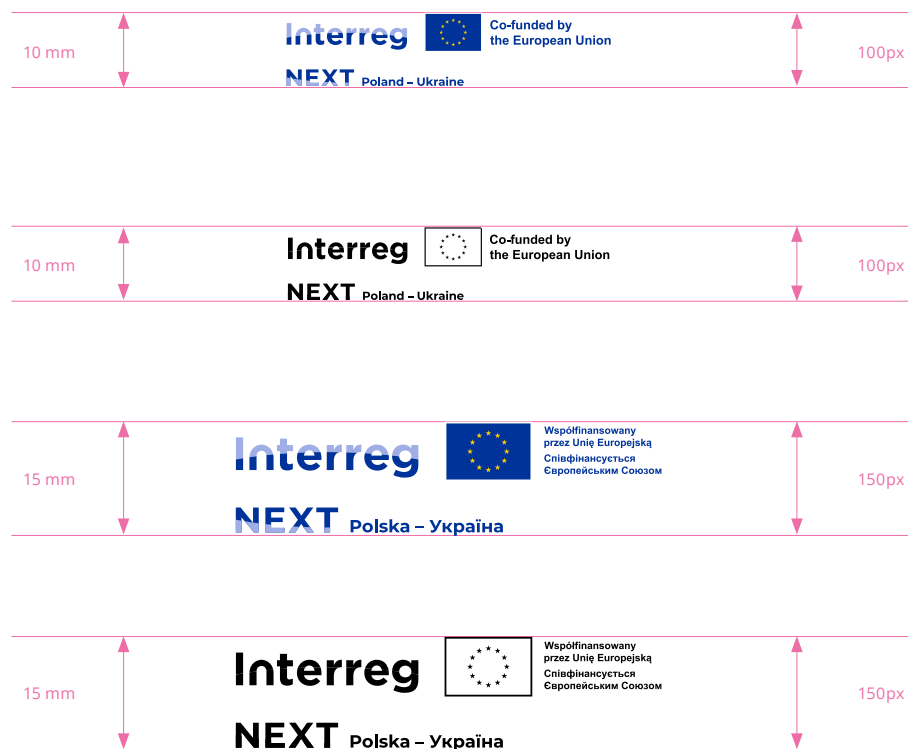 10 mm
Interreg
Co-funded by
the European Union
NEXT Poland – Ukraine
100px
10 mm
Interreg
Co-funded by
the European Union
NEXT Poland – Ukraine
100px
15 mm
Interreg
Współfinansowany
przez Unię Europejską
Співфінансується
Європейським Союзом
NEXT Polska – Україна
150px
15 mm
Interreg
Współfinansowany
przez Unię Europejską
Співфінансується
Європейським Союзом
NEXT Polska – Україна
150px